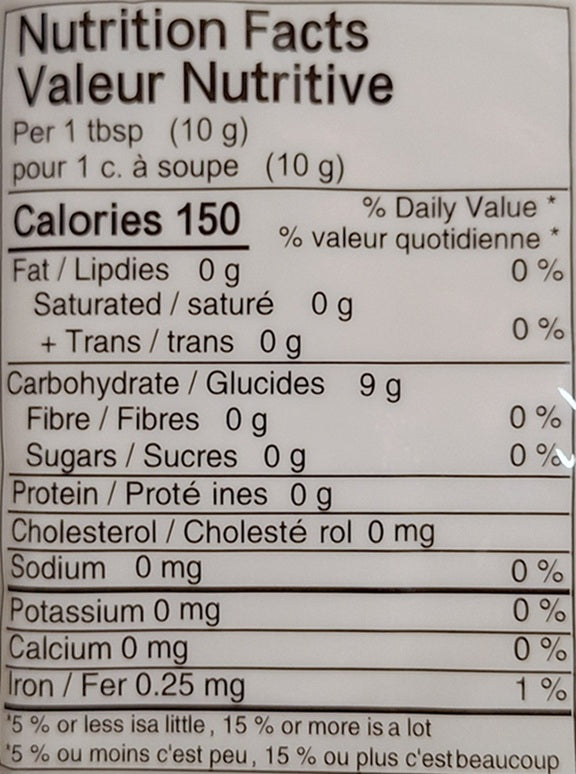 Nutrition Facts
Valeur Nutritive
Per 1 tbsp (10 g)
pour 1 c. à soupe (10 g)
Calories 150
% Daily Value *
% valeur quotidienne *
Fat / Lipdies 0 g 0 %
Saturated / saturé 0 g
+ Trans / trans 0 g 0 %
Carbohydrate / Glucides 9 g
Fibre / Fibres 0 g 0 %
Sugars / Sucres 0 g 0 %
Protein / Proté ines 0 g
Cholesterol / Cholesté rol 0 mg
Sodium 0 mg 0 %
Potassium 0 mg 0 %
Calcium 0 mg 0 %
Iron / Fer 0.25 mg 1 %
*5 % or less isa little, 15 % or more is a lot
*5 % ou moins c'est peu, 15 % ou plus c'est beaucoup